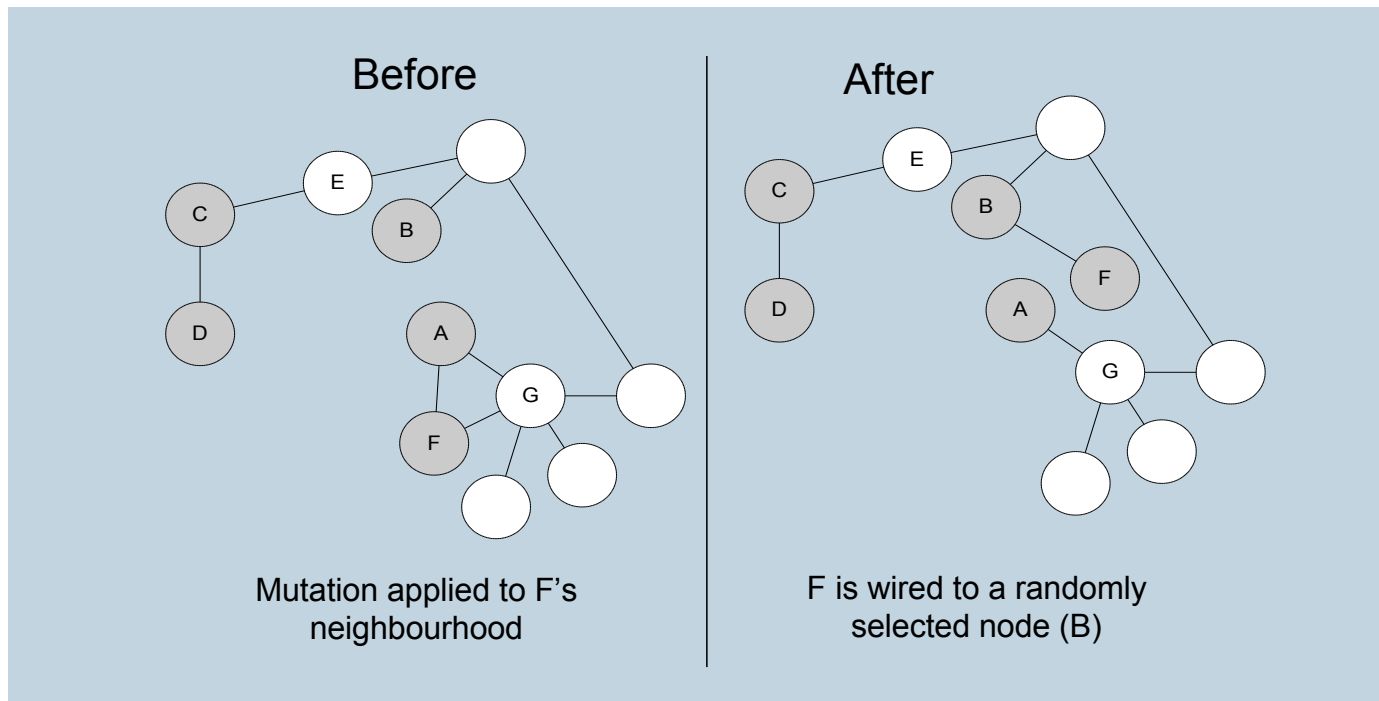 Before
E
C
B
D
A
G
F
Mutation applied to F's
neighbourhood
After
E
C
B
F
D
A
G
F is wired to a randomly
selected node (B)